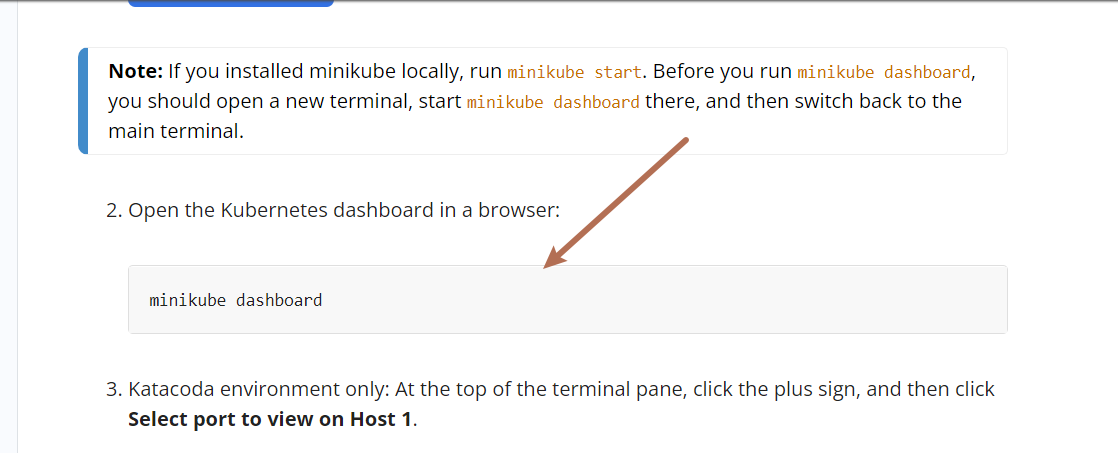 Note: If you installed minikube locally, run minikube start. Before you run minikube dashboard,
you should open a new terminal, start minikube dashboard there, and then switch back to the
main terminal.
2. Open the Kubernetes dashboard in a browser:
minikube dashboard
3. Katacoda environment only: At the top of the terminal pane, click the plus sign, and then click
Select port to view on Host 1.